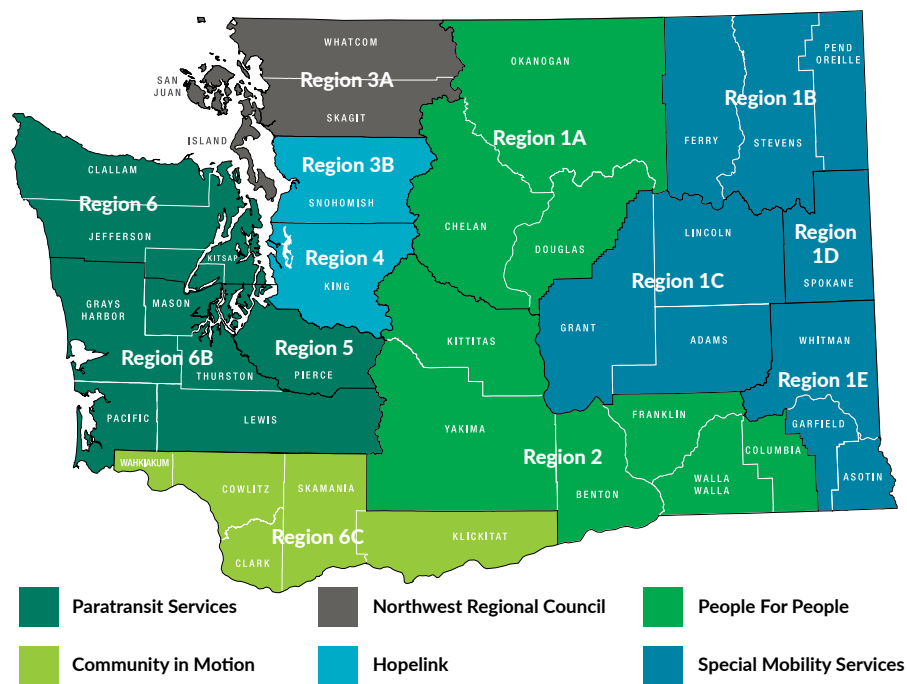 WHATCOM
Region 3A
SKAGIT
SAN
JUAN
ISLAND
OKANOGAN
Region 1A
CHELAN
DOUGLAS
PEND
OREILLE
Region 1B
FERRY
STEVENS
CLALLAM
Region 6
JEFFERSON
KITSAP
Region 3B
SNOHOMISH
Region 4
KING
LINCOLN
Region 1C
GRANT
ADAMS
Region
1D
SPOKANE
GRAYS
HARBOR
MASON
Region 6B
THURSTON
PACIFIC
LEWIS
Region 5
PIERCE
KITTITAS
YAKIMA
Region 2
BENTON
FRANKLIN
WALLA
WALLA
COLUMBIA
WHITMAN
Region 1E
GARFIELD
ASOTIN
WAHKIAKUM
COWLITZ
SKAMANIA
Region 6C
CLARK
KLICKITAT
Paratransit Services
Northwest Regional Council
People For People
Community in Motion
Hopelink
Special Mobility Services